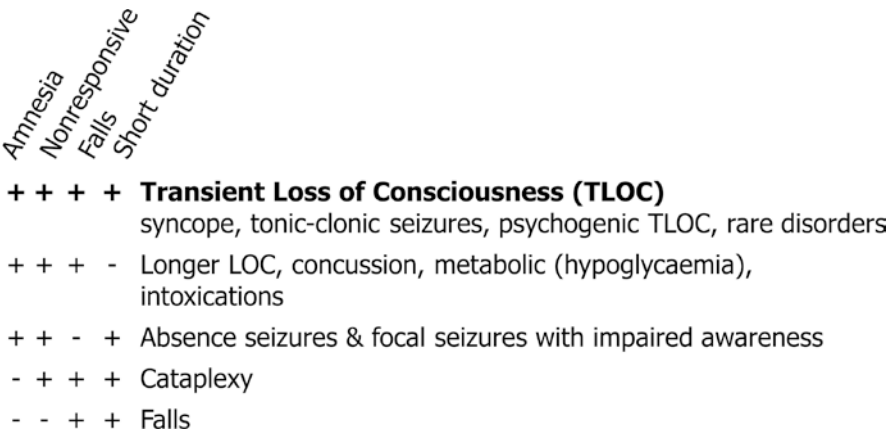 Amnesia
Nonresponsive
Falls
Short duration
+ + + + Transient Loss of Consciousness (TLOC)
syncope, tonic-clonic seizures, psychogenic TLOC, rare disorders
+ + + - Longer LOC, concussion, metabolic (hypoglycaemia),
intoxications
+ + - + Absence seizures & focal seizures with impaired awareness
- + + + Cataplexy
- - + + Falls